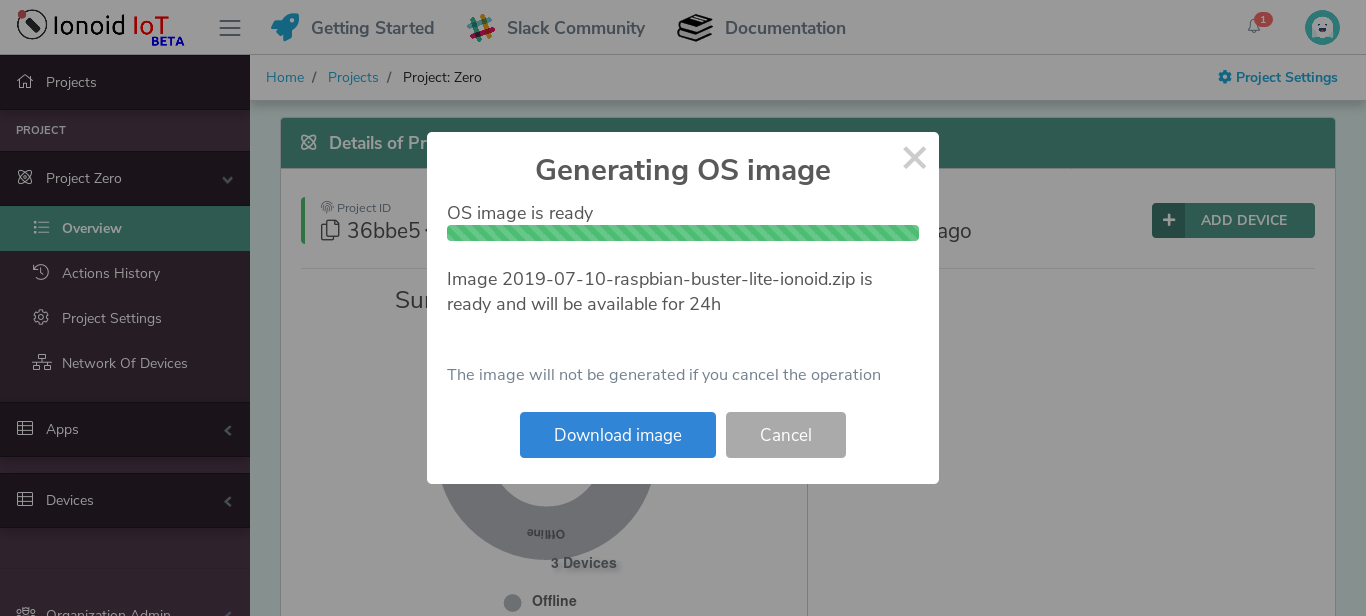 Ionoid IoT
BETA
Getting Started
Slack Community
Documentation
1
Projects
Home / Projects / Project: Zero
Project Settings
PROJECT
Project Zero
Overview
Actions History
Project Settings
Network Of Devices
Apps
Devices
Organization Admin
Details of Pr
Project ID
36bbe5
ago
ADD DEVICE
Generating OS image
OS image is ready
Image 2019-07-10-raspbian-buster-lite-ionoid.zip is
ready and will be available for 24h
The image will not be generated if you cancel the operation
Download image
Cancel
Offline
3 Devices
Offline